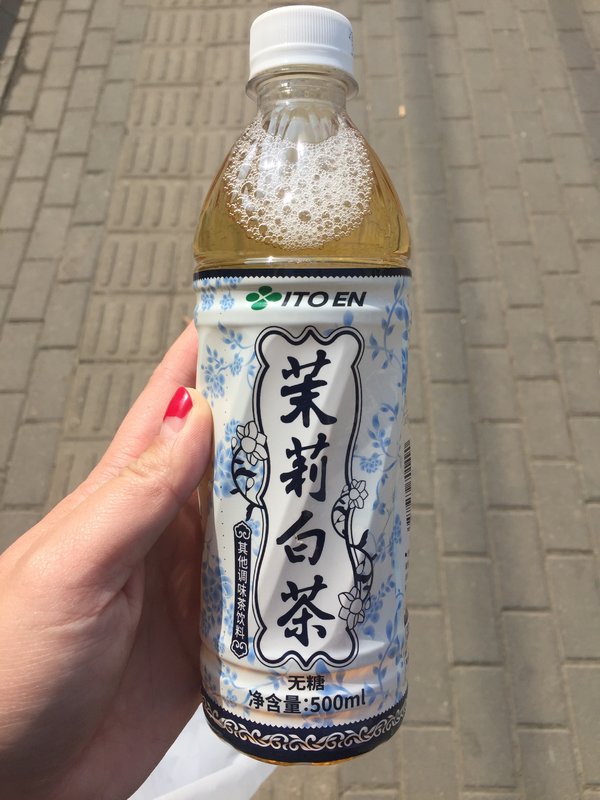 ITO EN
茉莉白茶
其他调味茶饮料
无糖
净含量:500ml